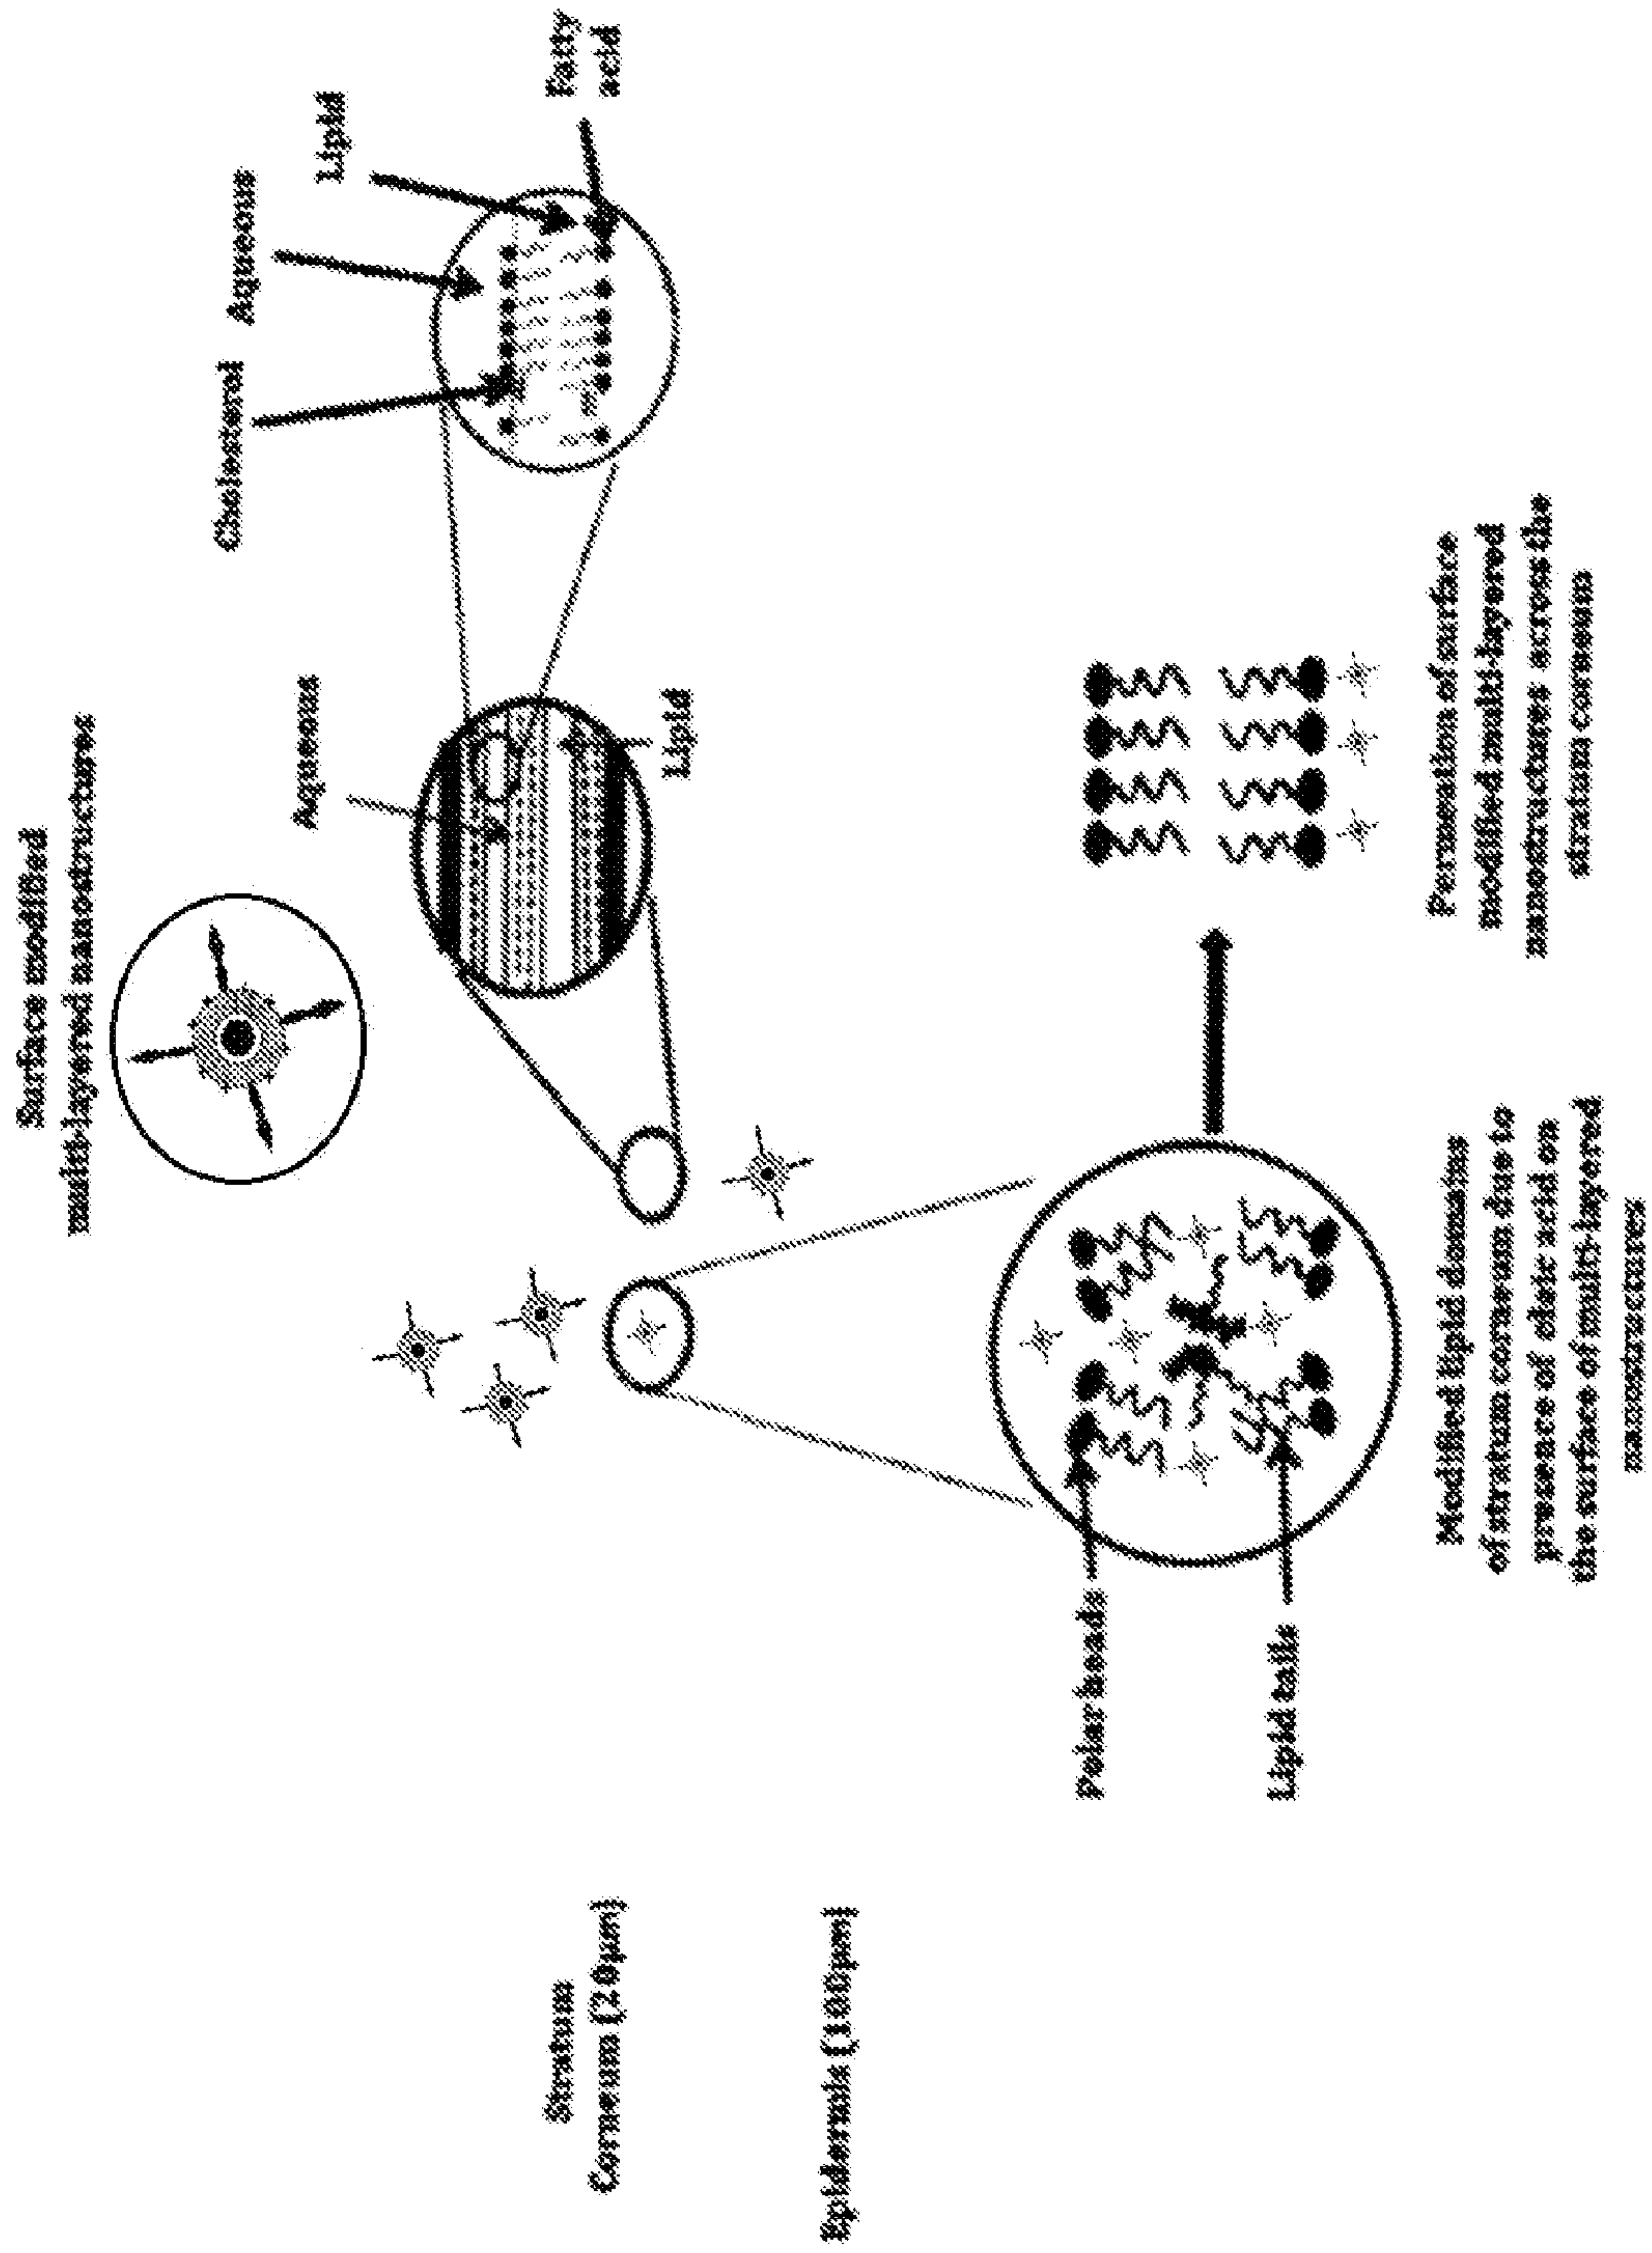 Surface modified
multi-layered nanostructures
Cholesterol
Aqueous
Lipid
Fatty
acid
Aqueous
Lipid
Stratum
Corneum (20μm)
Epidermis (100μm)
Polar heads
Lipid tails
Modified lipid domains
of stratum corneum due to
presence of oleic acid on
the surface of multi-layered
nanostructures
Permeation of surface
modified multi-layered
nanostructures across the
stratum corneum